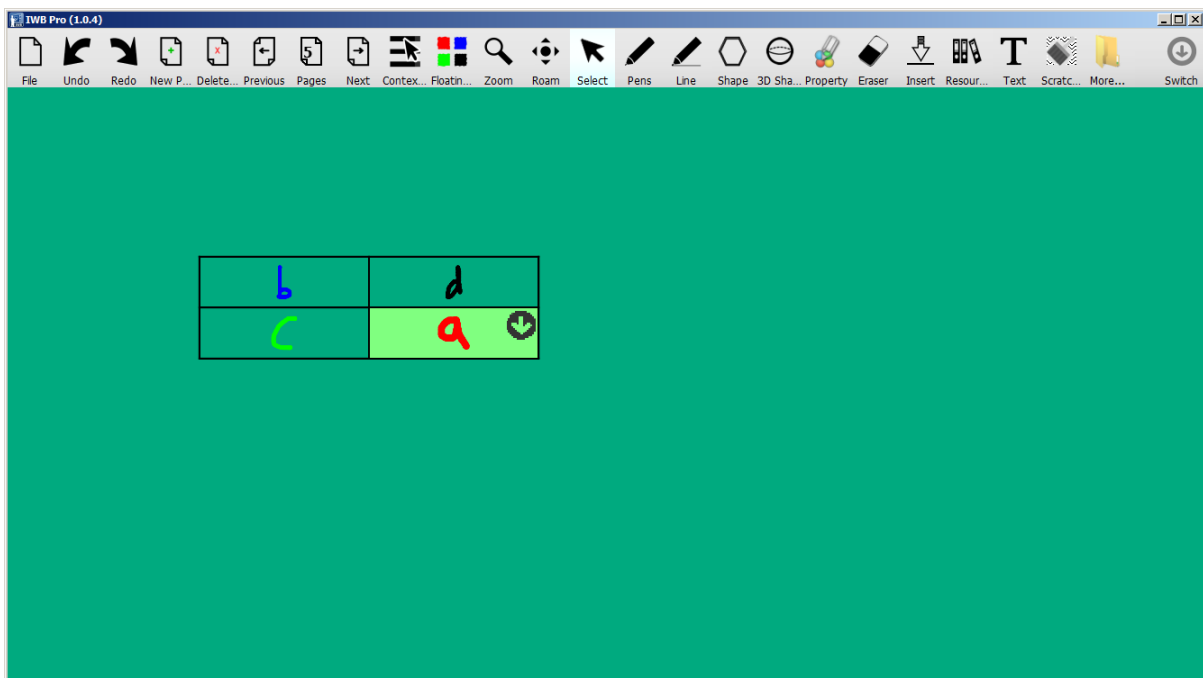 IWB Pro (1.0.4)
File Undo Redo New P... Delete... Previous Pages Next Contex... Floatin... Zoom Roam Select Pens Line Shape 3D Sha... Property Eraser Insert Resour... Text Scratc... More... Switch
5
T
b d
c a